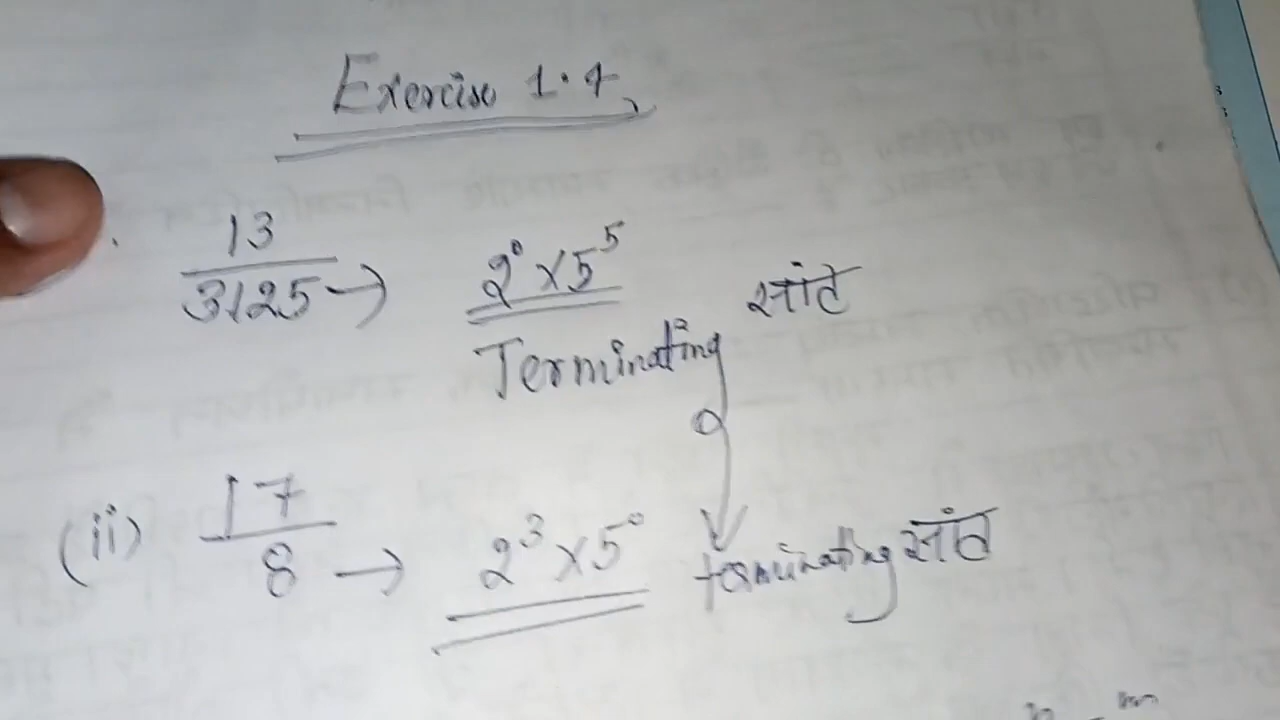 Exercise 1.4
13
3125 → 2⁰ × 5⁵ सांत
Terminating
(ii) 17
8 → 2³ × 5⁰ terminating सांत